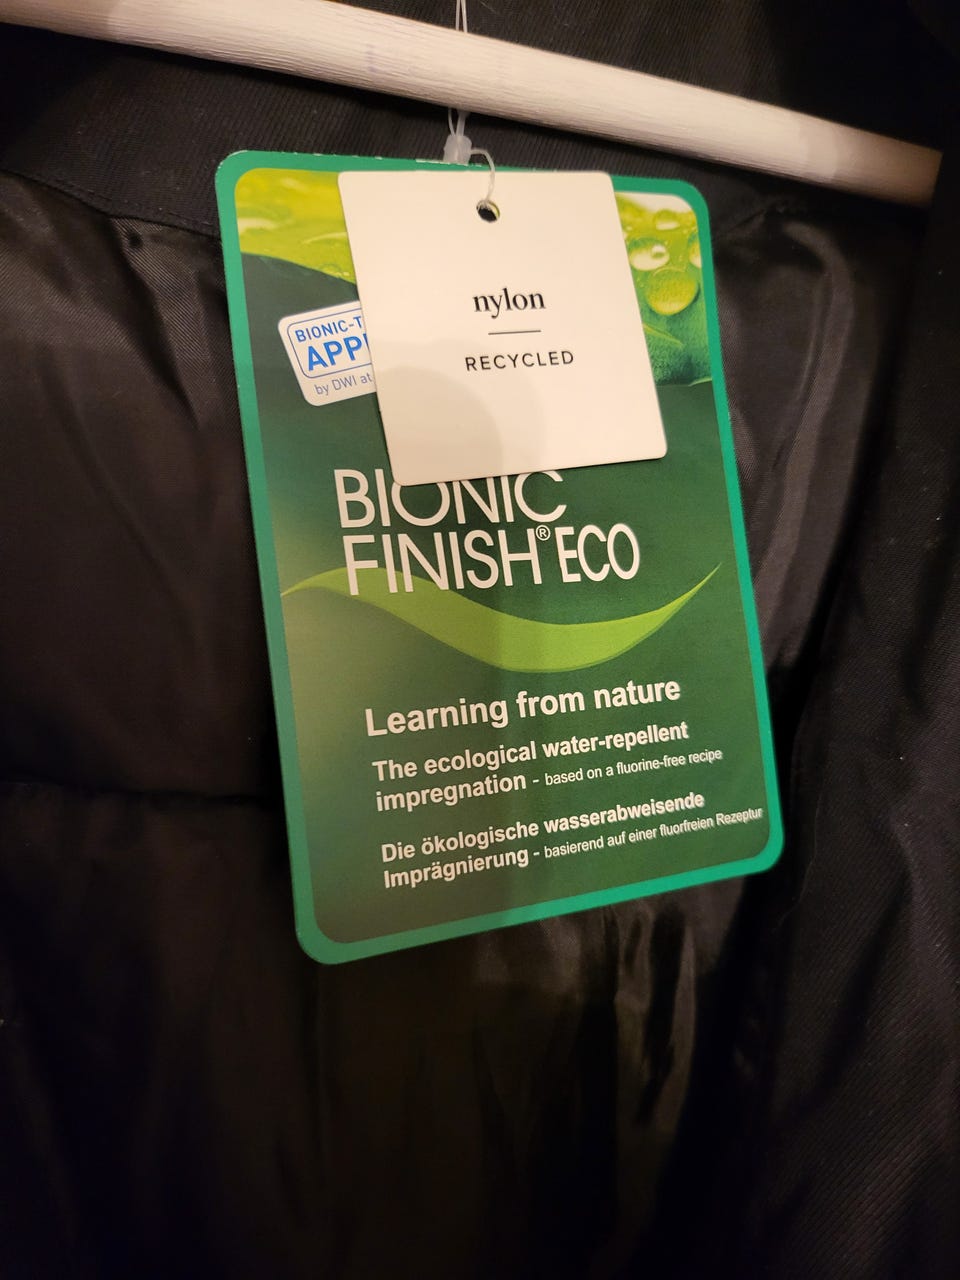 nylon
RECYCLED
BIONIC-T
APP
by DWI at
BIONIC
FINISH® ECO
Learning from nature
The ecological water-repellent
impregnation - based on a fluorine-free recipe
Die ökologische wasserabweisende
Imprägnierung - basierend auf einer fluorfreien Rezeptur